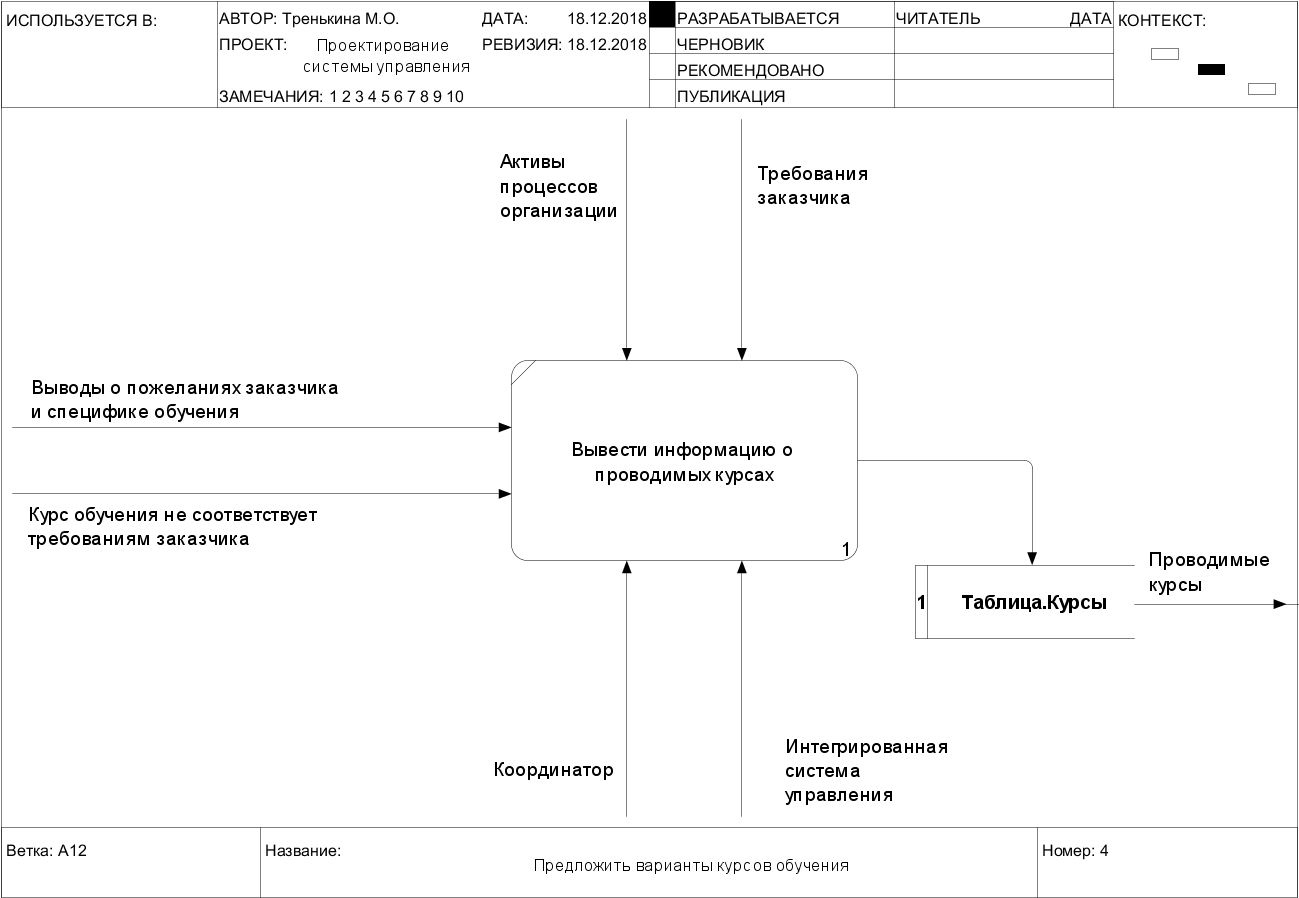 ИСПОЛЬЗУЕТСЯ В:
АВТОР: Тренькина М.О.
ДАТА: 18.12.2018
ПРОЕКТ: Проектирование
системы управления
РЕВИЗИЯ: 18.12.2018
ЗАМЕЧАНИЯ: 1 2 3 4 5 6 7 8 9 10
РАЗРАБАТЫВАЕТСЯ
ЧЕРНОВИК
РЕКОМЕНДОВАНО
ПУБЛИКАЦИЯ
ЧИТАТЕЛЬ ДАТА
КОНТЕКСТ:
Активы
процессов
организации
Требования
заказчика
Выводы о пожеланиях заказчика
и специфике обучения
Курс обучения не соответствует
требованиям заказчика
Вывести информацию о
проводимых курсах
1
1 Таблица.Курсы
Проводимые
курсы
Координатор
Интегрированная
система
управления
Ветка: A12
Название:
Предложить варианты курсов обучения
Номер: 4